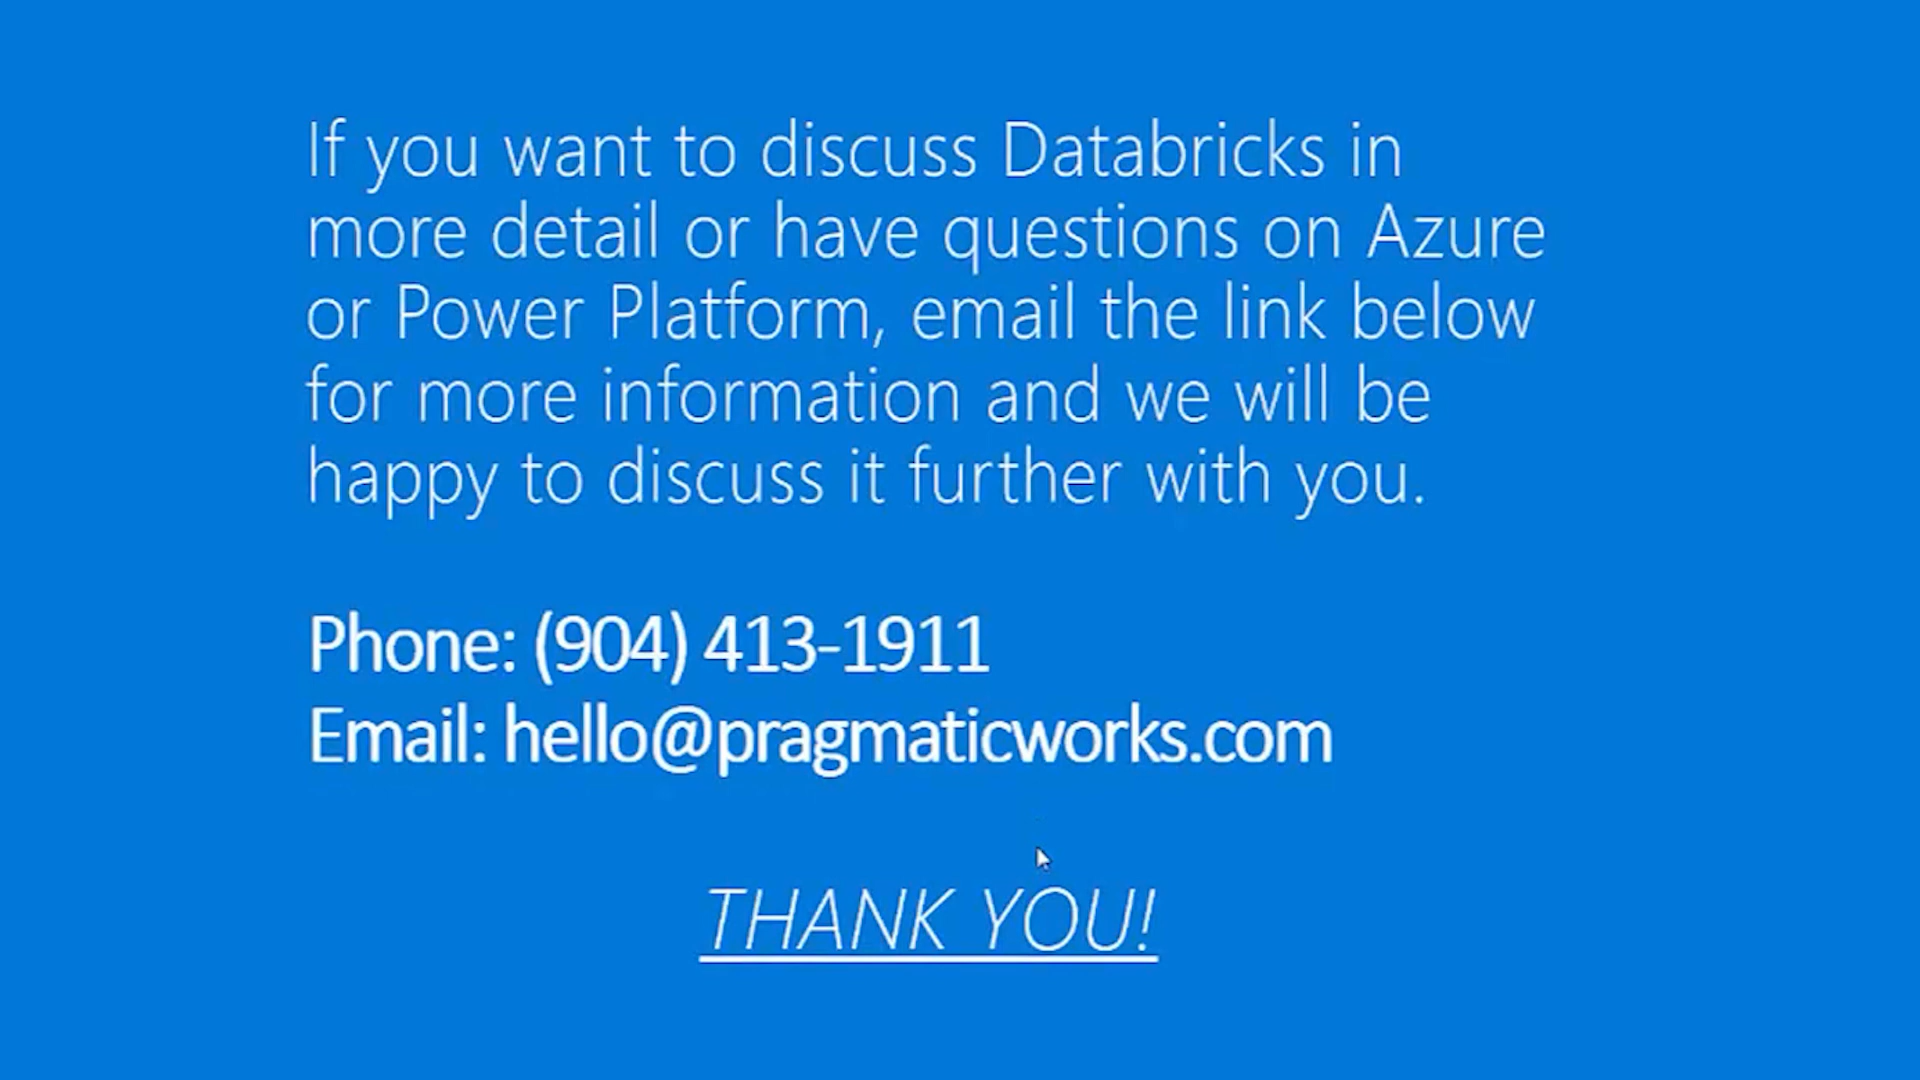 If you want to discuss Databricks in
more detail or have questions on Azure
or Power Platform, email the link below
for more information and we will be
happy to discuss it further with you.
Phone: (904) 413-1911
Email: hello@pragmaticworks.com
THANK YOU!